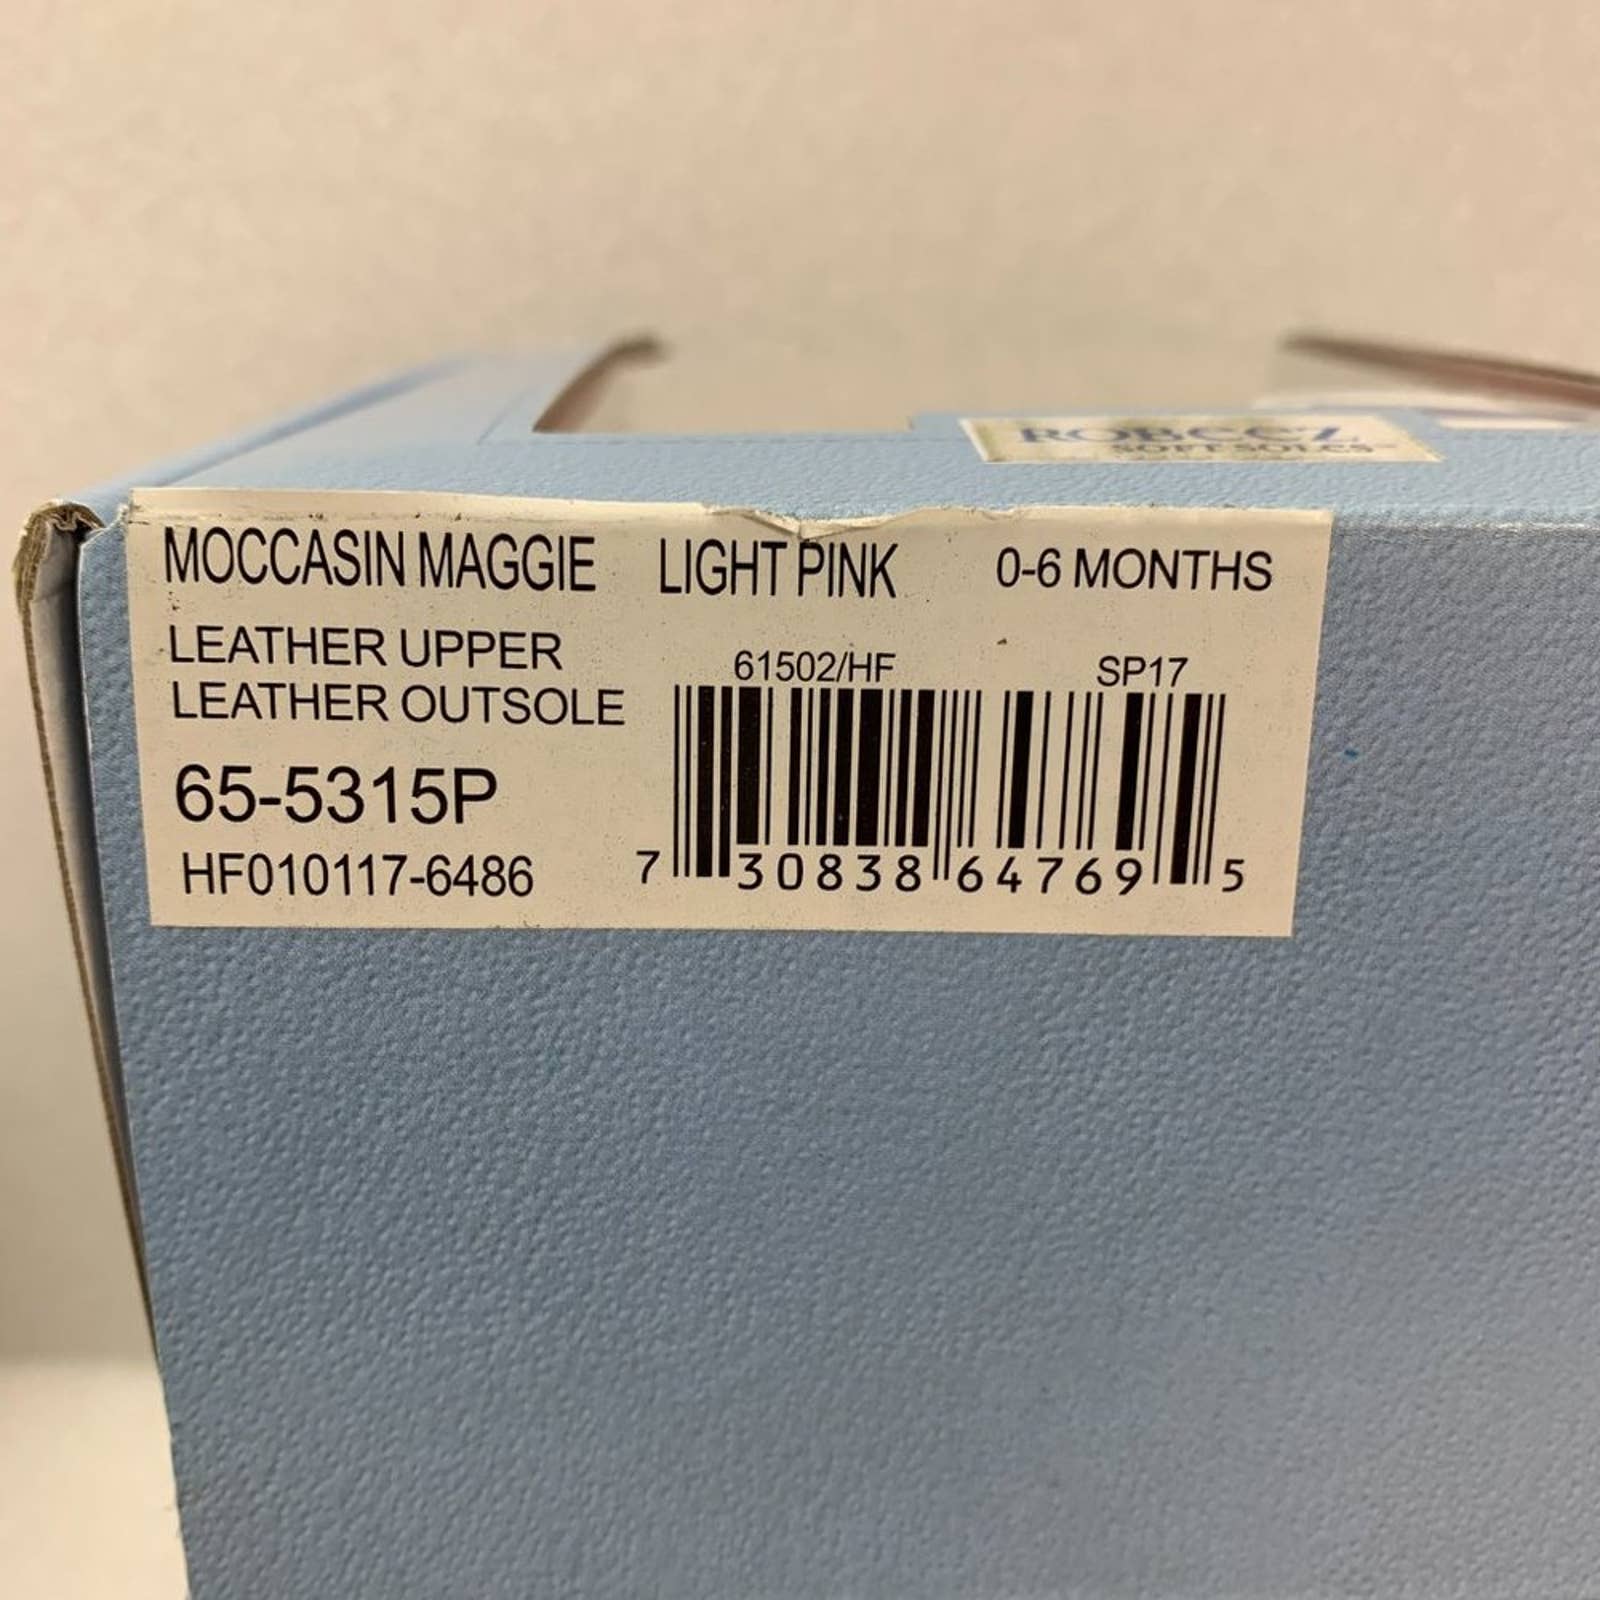 ROBEEZ
SOFT SOLES
MOCCASIN MAGGIE LIGHT PINK 0-6 MONTHS
LEATHER UPPER
LEATHER OUTSOLE
61502/HF SP17
65-5315P
HF010117-6486
7 30838 64769 5